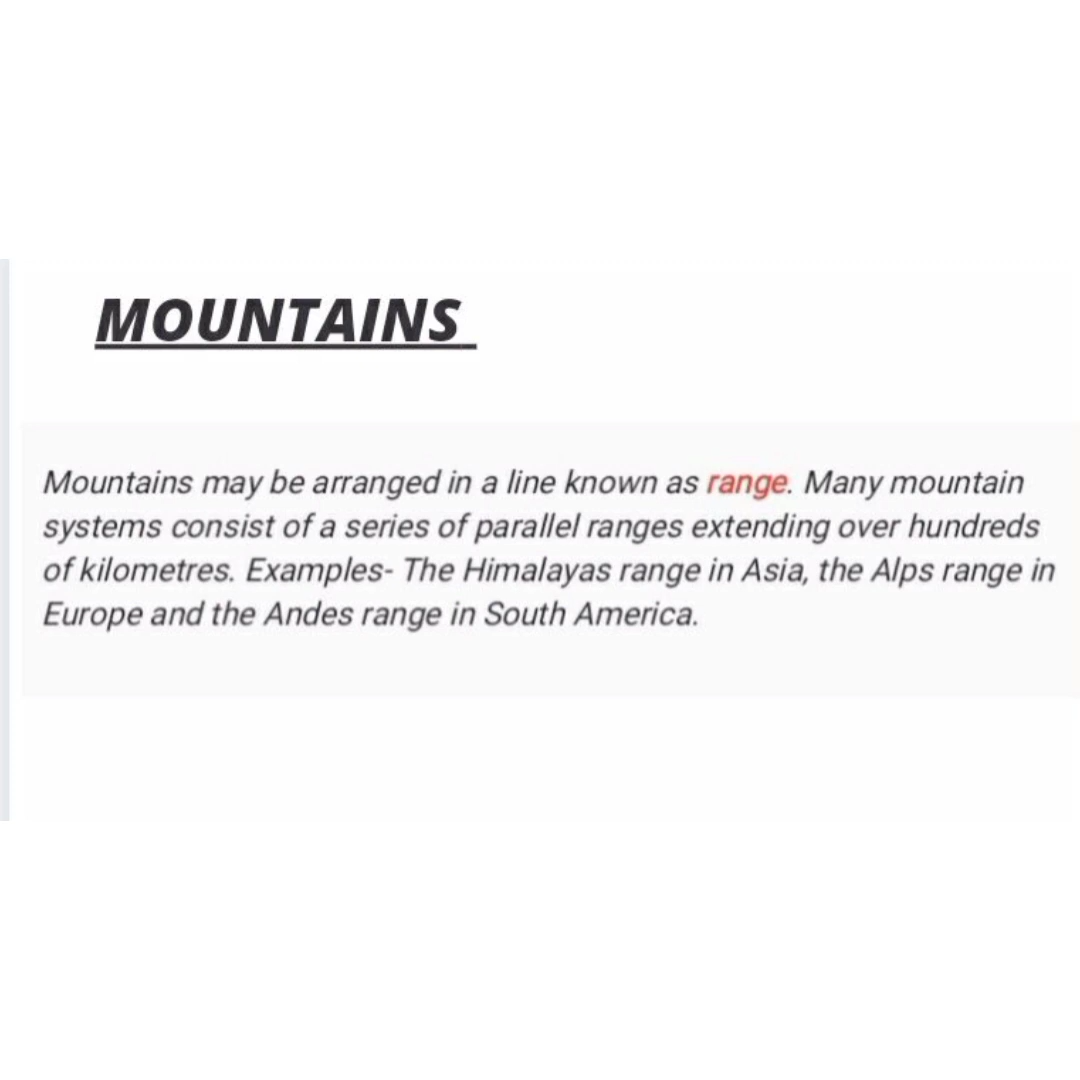 MOUNTAINS
Mountains may be arranged in a line known as range. Many mountain
systems consist of a series of parallel ranges extending over hundreds
of kilometres. Examples- The Himalayas range in Asia, the Alps range in
Europe and the Andes range in South America.